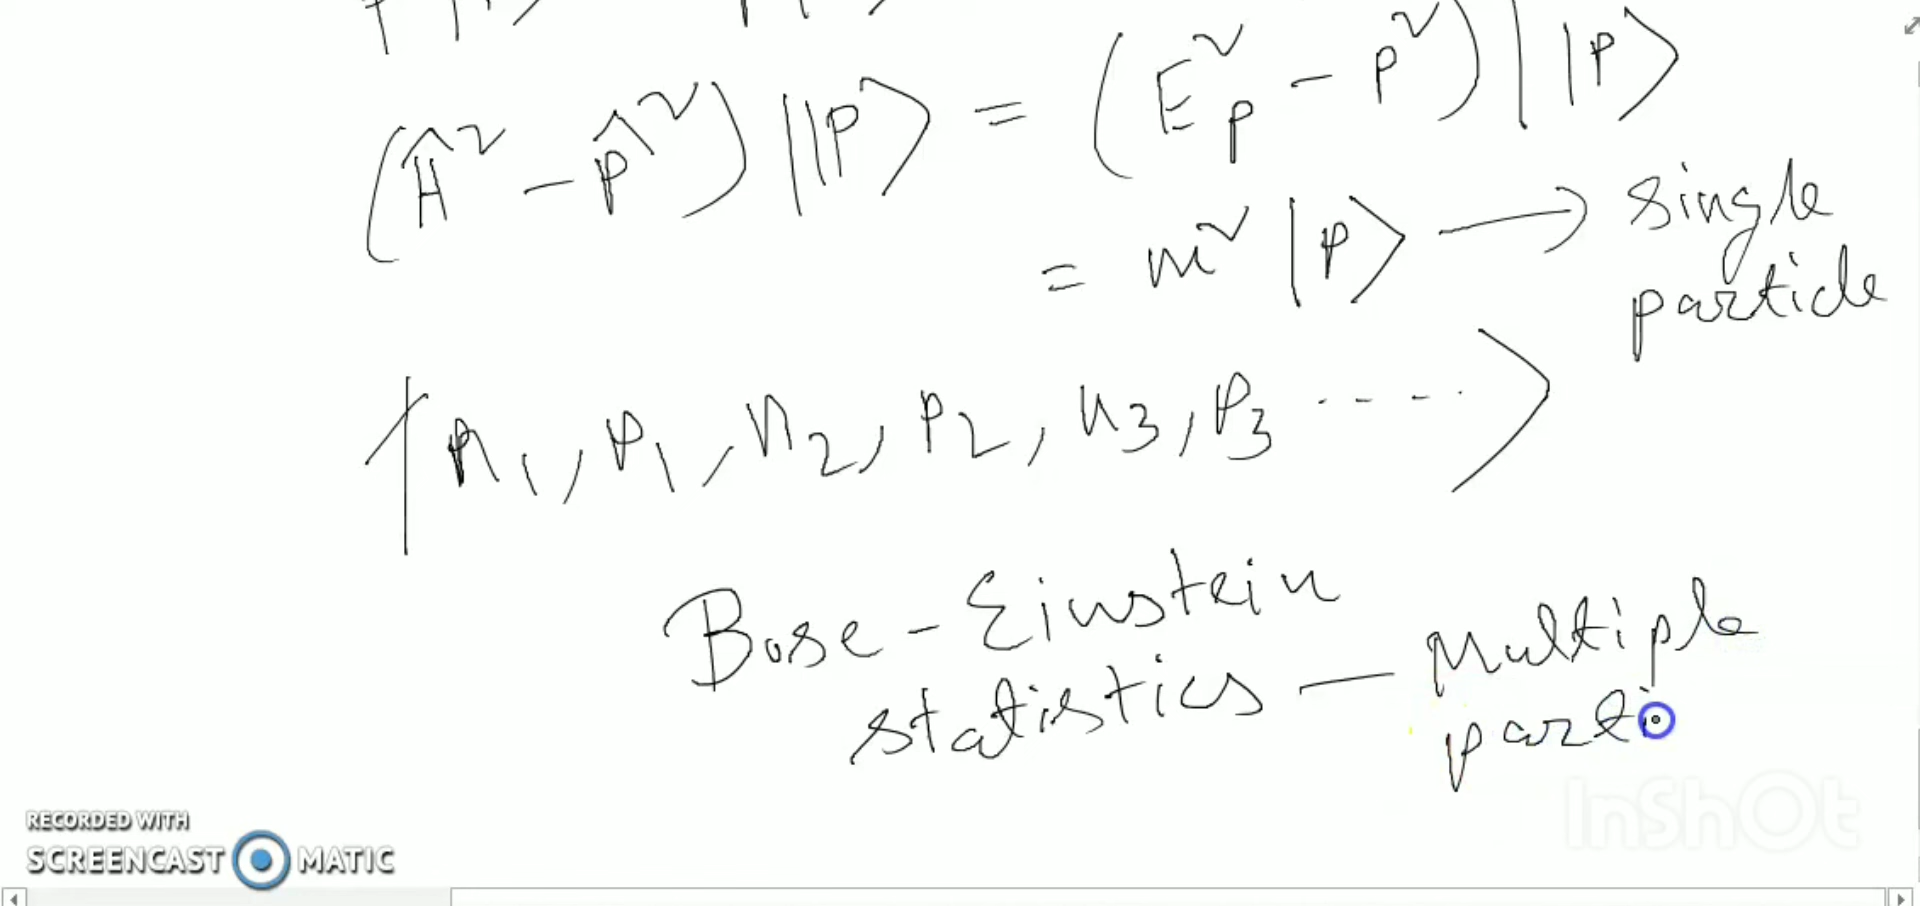 (Ĥ² - p̂²) ||p⟩ = (E_p² - p²) | |p⟩
= m² |p⟩ → single
particle
|n₁, p₁, n₂, p₂, n₃, p₃ ----⟩
Bose - Einstein
statistics — Multiple
parti
RECORDED WITH
SCREENCAST MATIC
InShOt